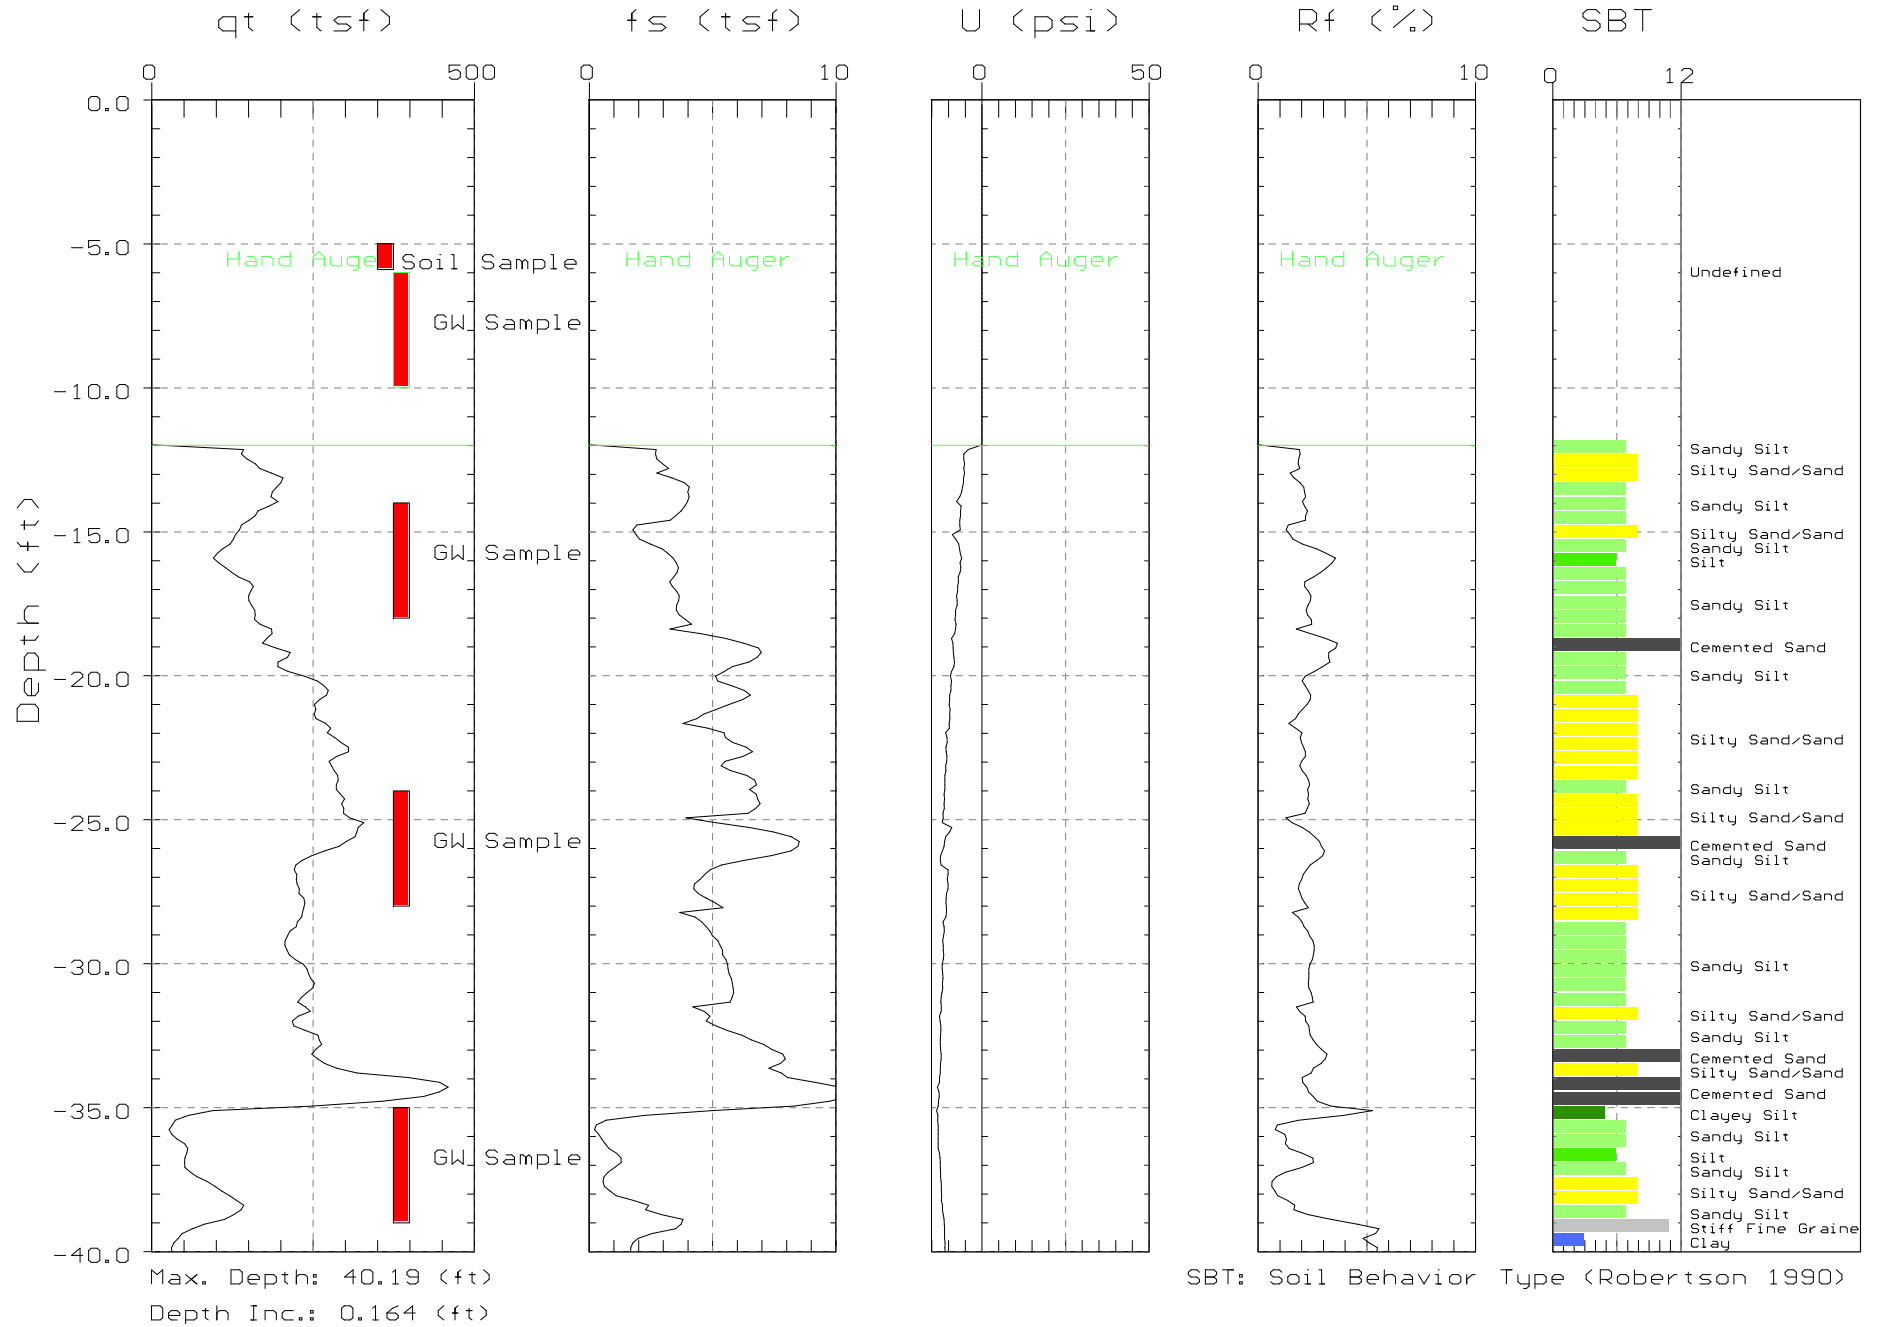 qt (tsf) fs (tsf) U (psi) Rf (%) SBT
0 500 0 10 0 50 0 10 0 12
0.0
-5.0
Hand Auge Soil Sample Hand Auger Hand Auger Hand Auger
Undefined
GW Sample
-10.0
Sandy Silt
Silty Sand/Sand
Sandy Silt
-15.0
Silty Sand/Sand
Sandy Silt
GW Sample
Silt
Sandy Silt
Depth (ft)
Cemented Sand
-20.0
Sandy Silt
Silty Sand/Sand
Sandy Silt
-25.0
Silty Sand/Sand
GW Sample
Cemented Sand
Sandy Silt
Silty Sand/Sand
-30.0
Sandy Silt
Silty Sand/Sand
Sandy Silt
Cemented Sand
Silty Sand/Sand
Cemented Sand
-35.0
Clayey Silt
Sandy Silt
GW Sample
Silt
Sandy Silt
Silty Sand/Sand
Sandy Silt
Stiff Fine Graine
Clay
-40.0
Max. Depth: 40.19 (ft)
SBT: Soil Behavior Type (Robertson 1990)
Depth Inc.: 0.164 (ft)